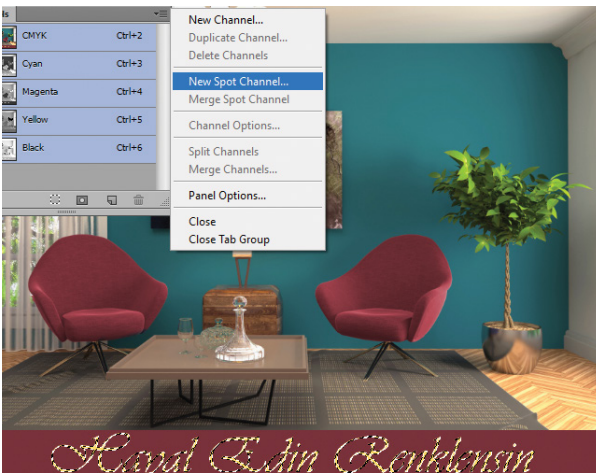 ls
CMYK Ctrl+2
Cyan Ctrl+3
Magenta Ctrl+4
Yellow Ctrl+5
Black Ctrl+6
New Channel...
Duplicate Channel...
Delete Channels
New Spot Channel...
Merge Spot Channel
Channel Options...
Split Channels
Merge Channels...
Panel Options...
Close
Close Tab Group
Hayal Edin Renklensin